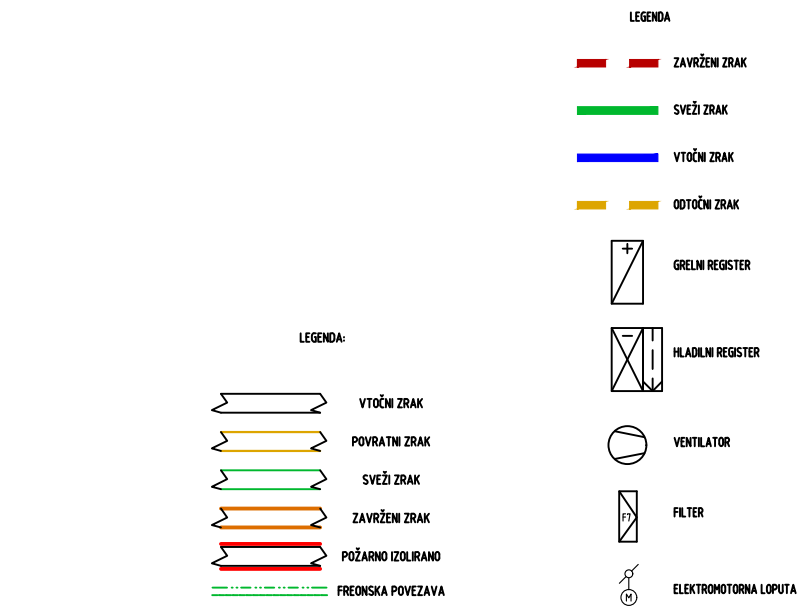 LEGENDA
ZAVRŽENI ZRAK
SVEŽI ZRAK
VTOČNI ZRAK
ODTOČNI ZRAK
+
GRELNI REGISTER
−
HLADILNI REGISTER
VENTILATOR
F7
FILTER
M
ELEKTROMOTORNA LOPUTA
LEGENDA:
VTOČNI ZRAK
POVRATNI ZRAK
SVEŽI ZRAK
ZAVRŽENI ZRAK
POŽARNO IZOLIRANO
FREONSKA POVEZAVA